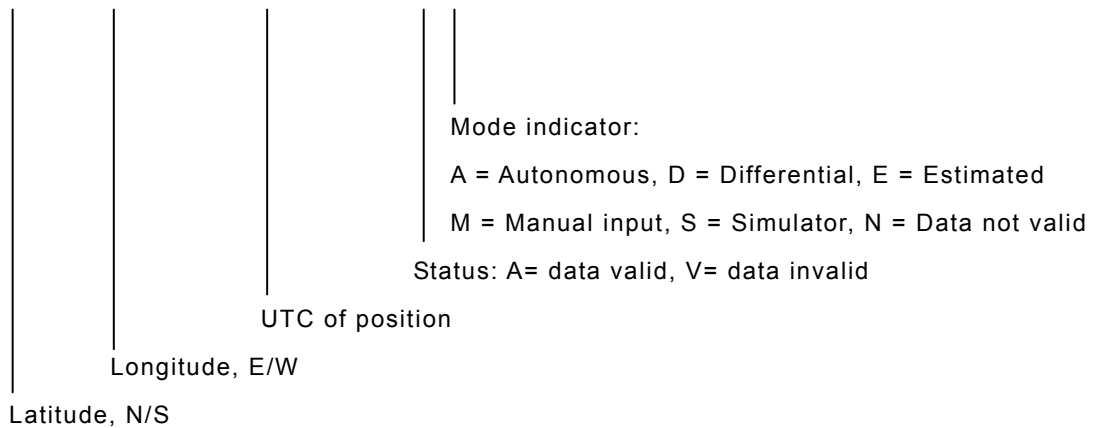 Mode indicator:
A = Autonomous, D = Differential, E = Estimated
M = Manual input, S = Simulator, N = Data not valid
Status: A= data valid, V= data invalid
UTC of position
Longitude, E/W
Latitude, N/S